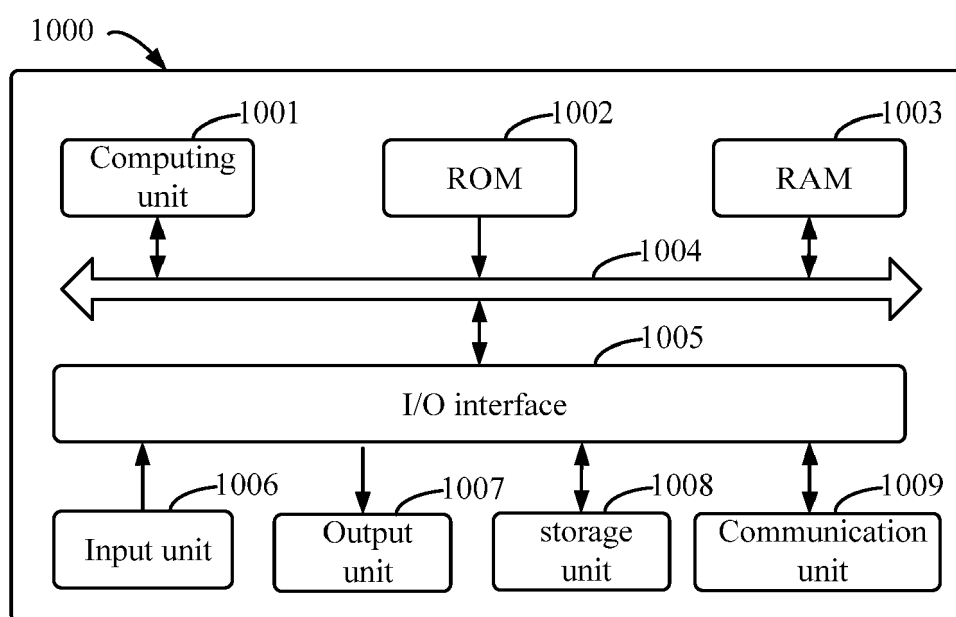 1000
1001
1002
1003
Computing
unit
ROM
RAM
1004
1005
I/O interface
1006
1007
1008
1009
Input unit
Output
unit
storage
unit
Communication
unit